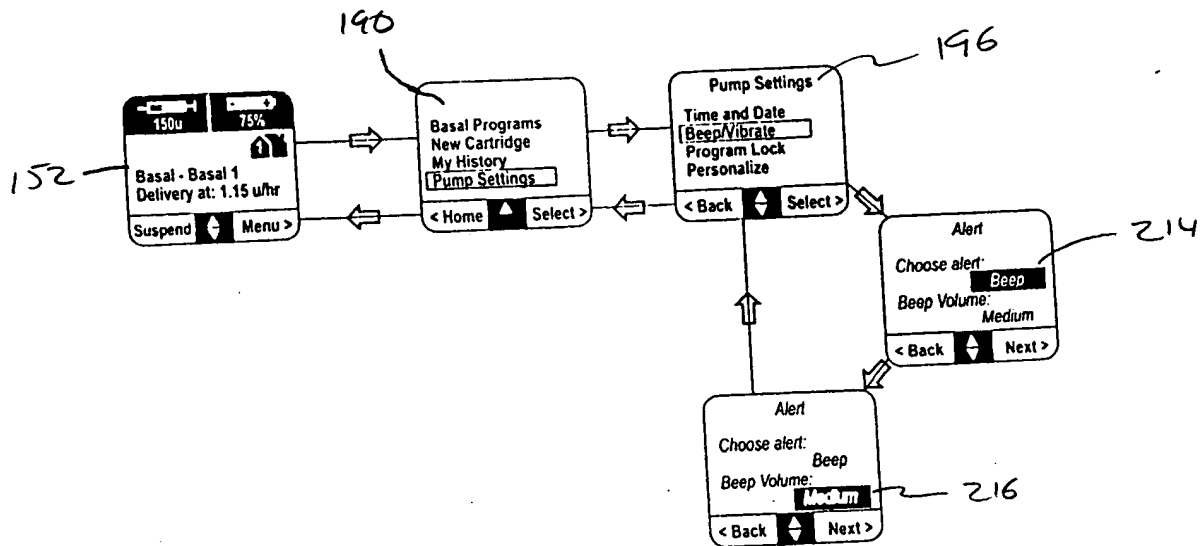 190
196
152
214
216
150u 75%
Basal - Basal 1
Delivery at: 1.15 u/hr
Suspend Menu >
Basal Programs
New Cartridge
My History
Pump Settings
< Home Select >
Pump Settings
Time and Date
Beep/Vibrate
Program Lock
Personalize
< Back Select >
Alert
Choose alert:
Beep
Beep Volume:
Medium
< Back Next >
Alert
Choose alert:
Beep
Beep Volume:
Medium
< Back Next >